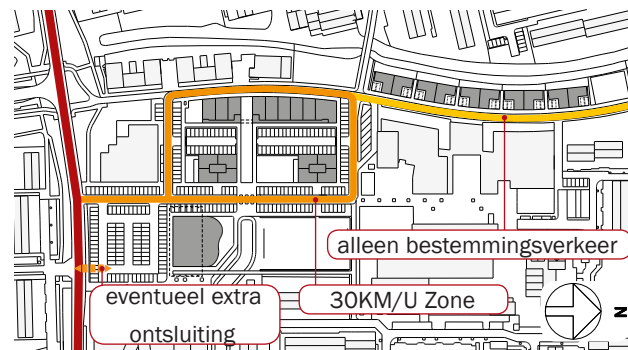 alleen bestemmingsverkeer
eventueel extra
ontsluiting
30KM/U Zone
N